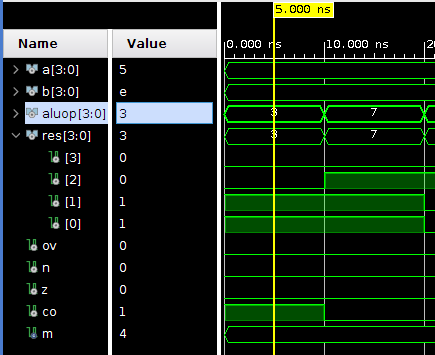 5.000 ns
Name Value 0.000 ns 10.000 ns 20
a[3:0] 5
b[3:0] e
aluop[3:0] 3 3 7
res[3:0] 3 3 7
[3] 0
[2] 0
[1] 1
[0] 1
ov 0
n 0
z 0
co 1
m 4